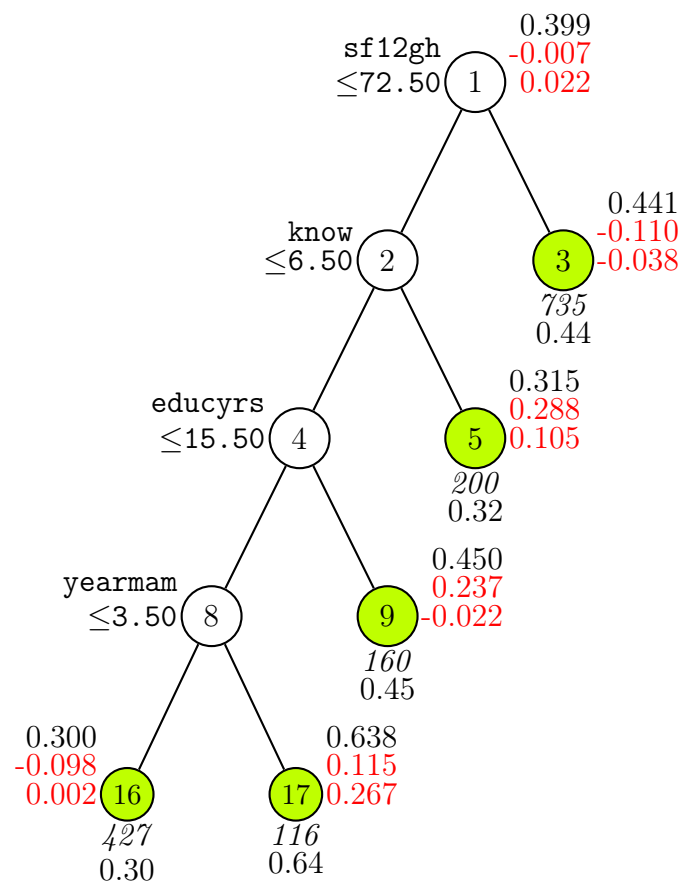 0.399
sf12gh -0.007
≤72.50 1 0.022
0.441
know -0.110
≤6.50 2 3 -0.038
735
0.44
0.315
educyrs 0.288
≤15.50 4 5 0.105
200
0.32
0.450
yearmam 0.237
≤3.50 8 9 -0.022
160
0.45
0.300 0.638
-0.098 0.115
0.002 16 17 0.267
427 116
0.30 0.64